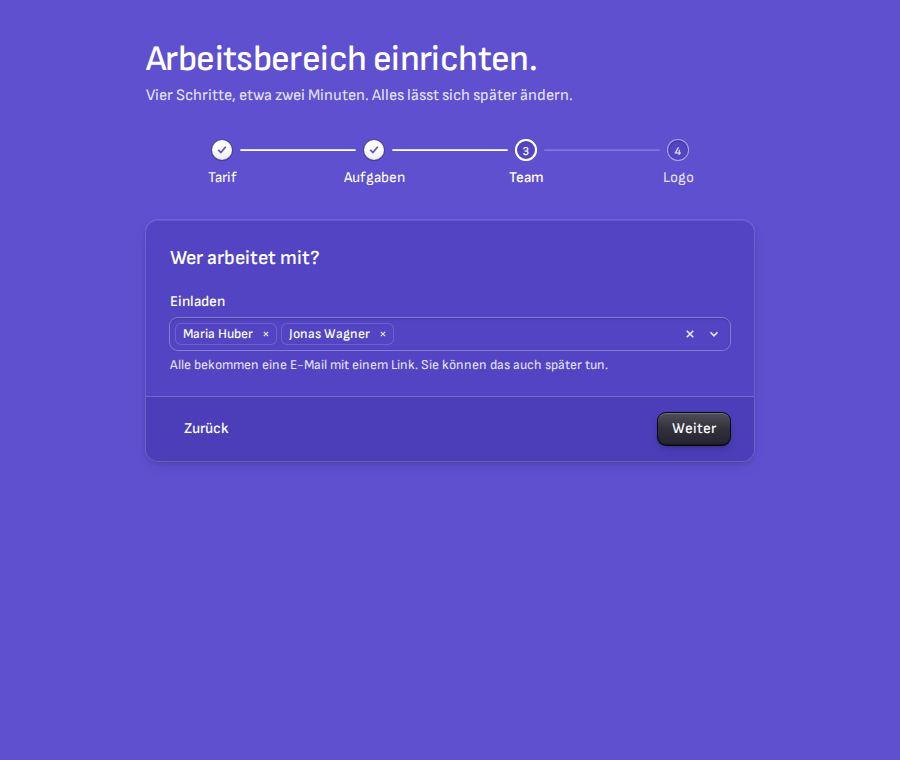 Arbeitsbereich einrichten.
Vier Schritte, etwa zwei Minuten. Alles lässt sich später ändern.
3
4
Tarif
Aufgaben
Team
Logo
Wer arbeitet mit?
Einladen
Maria Huber × Jonas Wagner ×
Alle bekommen eine E-Mail mit einem Link. Sie können das auch später tun.
Zurück
Weiter